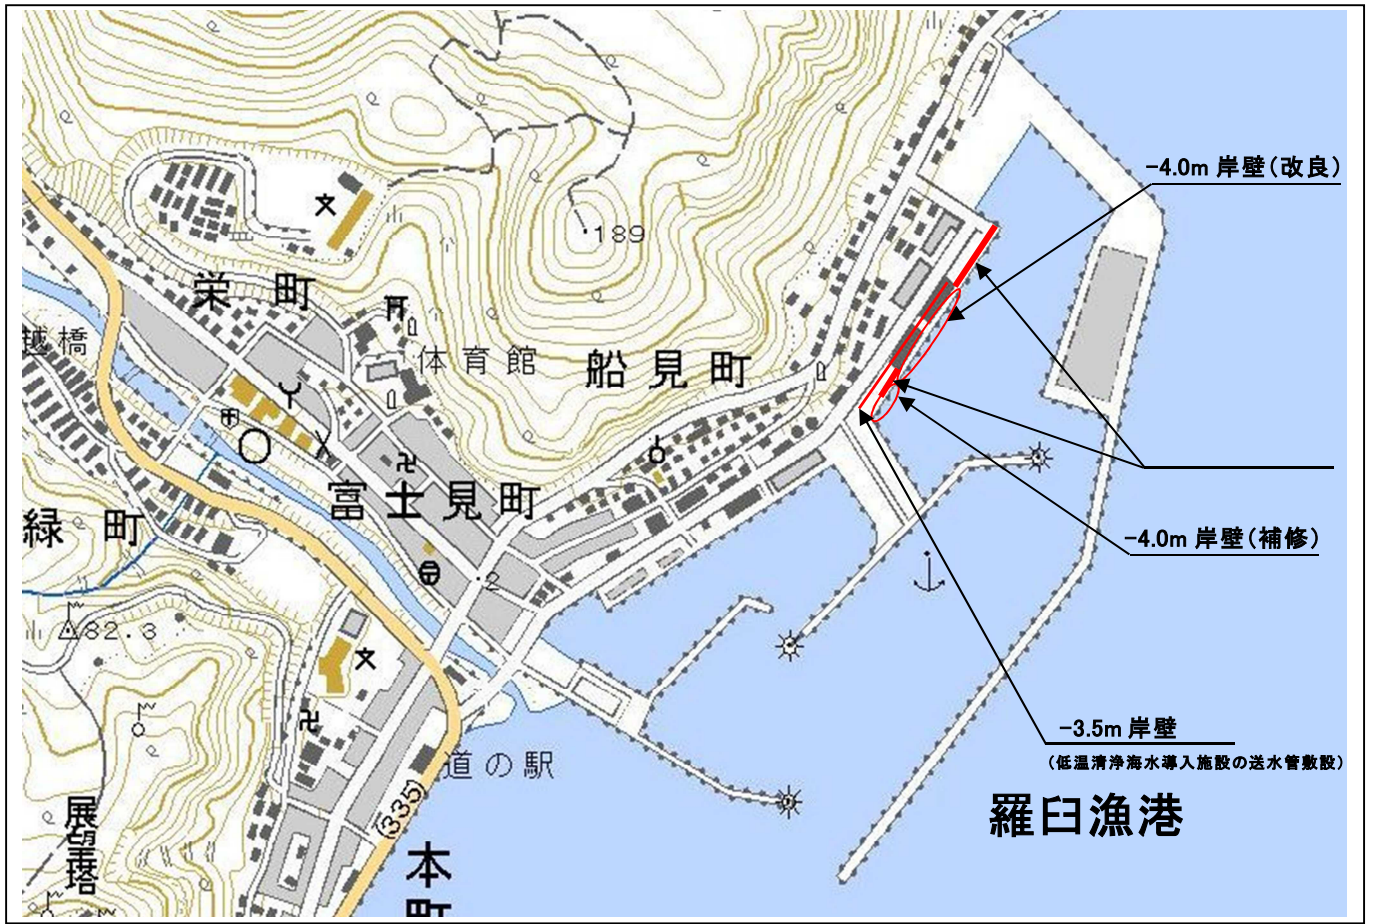 -4.0m 岸壁(改良)
189
栄町
越橋
体育館
船見町
富士見町
緑町
-4.0m 岸壁(補修)
2
82.3
-3.5m 岸壁
(低温清浄海水導入施設の送水管敷設)
道の駅
羅臼漁港
(335)
展望塔
本町